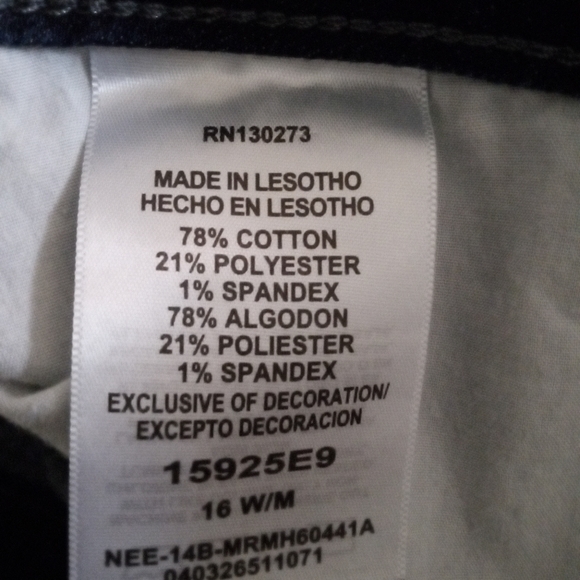 RN130273
MADE IN LESOTHO
HECHO EN LESOTHO
78% COTTON
21% POLYESTER
1% SPANDEX
78% ALGODON
21% POLIESTER
1% SPANDEX
EXCLUSIVE OF DECORATION/
EXCEPTO DECORACION
15925E9
16 W/M
NEE-14B-MRMH60441A
040326511071